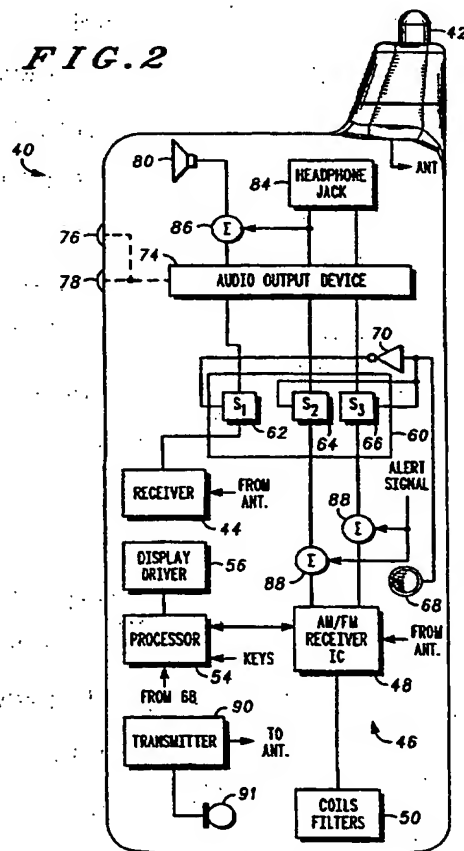 FIG.2
42
40
ANT
80
84
HEADPHONE
JACK
86
Σ
76
74
78
AUDIO OUTPUT DEVICE
70
S1
S2
S3
62
64
66
60
ALERT
SIGNAL
RECEIVER
FROM
ANT.
44
88
Σ
DISPLAY
DRIVER
56
88
Σ
68
PROCESSOR
54
KEYS
FROM 68
AM/FM
RECEIVER
IC
48
FROM
ANT.
90
TRANSMITTER
TO
ANT.
46
91
COILS
FILTERS
50